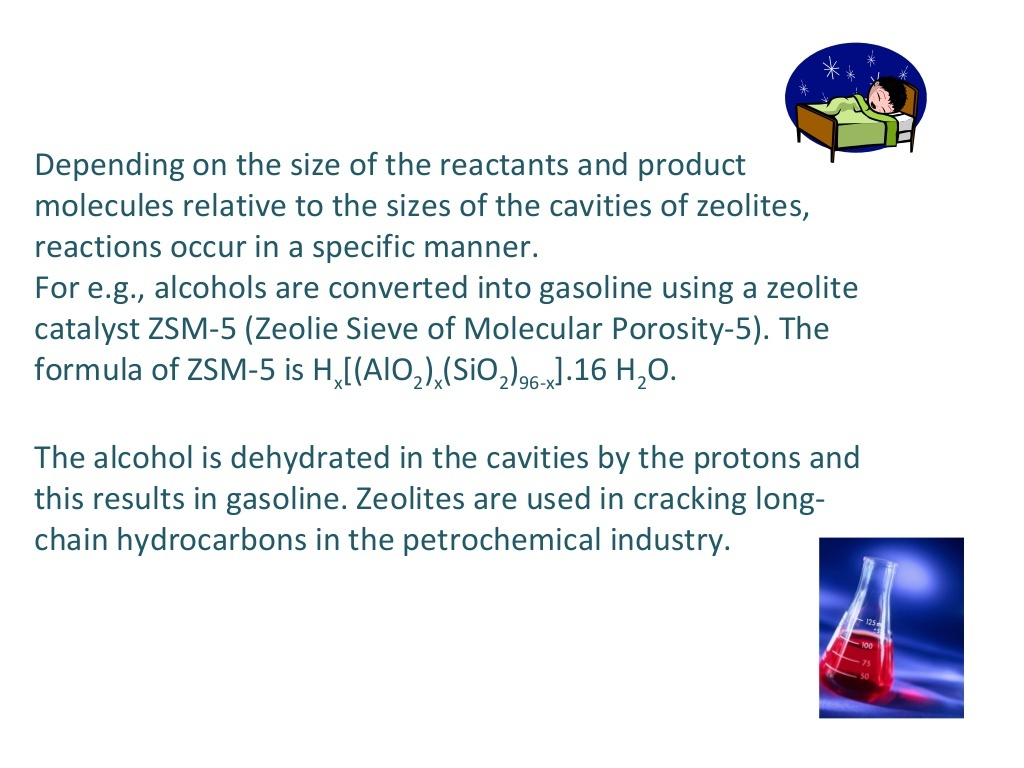 Depending on the size of the reactants and product
molecules relative to the sizes of the cavities of zeolites,
reactions occur in a specific manner.
For e.g., alcohols are converted into gasoline using a zeolite
catalyst ZSM-5 (Zeolie Sieve of Molecular Porosity-5). The
formula of ZSM-5 is Hₓ[(AlO₂)ₓ(SiO₂)₉₆₋ₓ].16 H₂O.
The alcohol is dehydrated in the cavities by the protons and
this results in gasoline. Zeolites are used in cracking long-
chain hydrocarbons in the petrochemical industry.
125
100
75
50